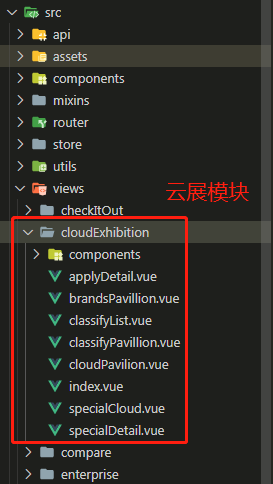 src
api
assets
components
mixins
router
store
utils
views
云展模块
checkItOut
cloudExhibition
components
applyDetail.vue
brandsPavillion.vue
classifyList.vue
classifyPavillion.vue
cloudPavilion.vue
index.vue
specialCloud.vue
specialDetail.vue
compare
enterprise